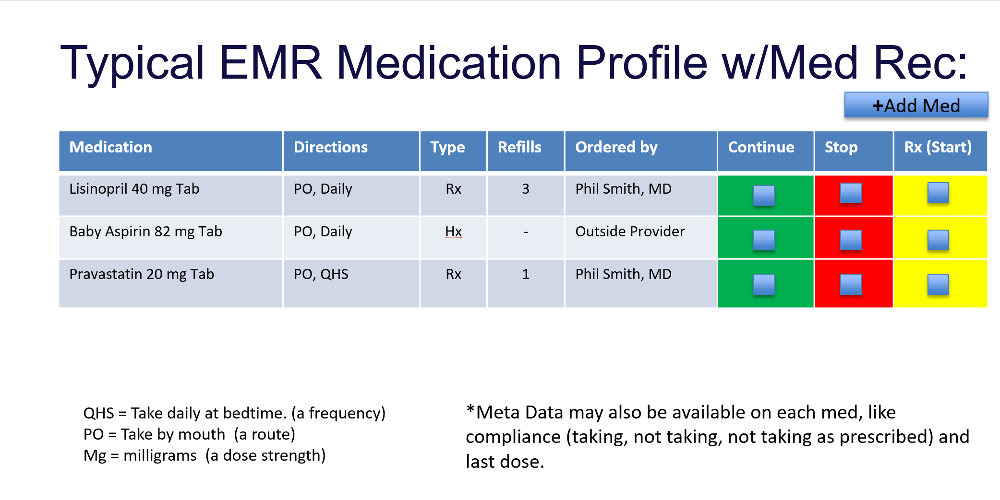 Typical EMR Medication Profile w/Med Rec:
+Add Med
Medication Directions Type Refills Ordered by Continue Stop Rx (Start)
Lisinopril 40 mg Tab PO, Daily Rx 3 Phil Smith, MD
Baby Aspirin 82 mg Tab PO, Daily Hx - Outside Provider
Pravastatin 20 mg Tab PO, QHS Rx 1 Phil Smith, MD
QHS = Take daily at bedtime. (a frequency)
PO = Take by mouth  (a route)
Mg = milligrams  (a dose strength)
*Meta Data may also be available on each med, like
compliance (taking, not taking, not taking as prescribed) and
last dose.